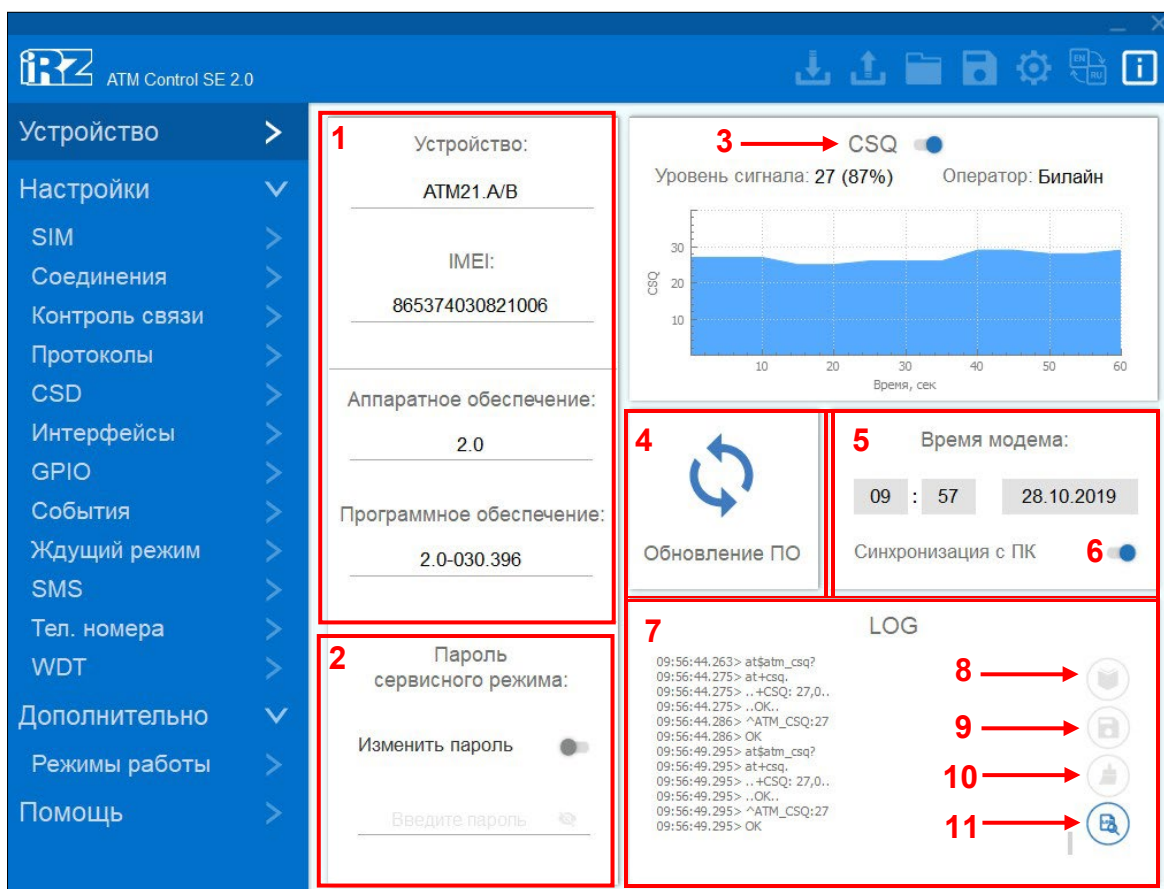 iRZ ATM Control SE 2.0
EN
RU
i
Устройство
Настройки
SIM
Соединения
Контроль связи
Протоколы
CSD
Интерфейсы
GPIO
События
Ждущий режим
SMS
Тел. номера
WDT
Дополнительно
Режимы работы
Помощь
1
Устройство:
ATM21.A/B
IMEI:
865374030821006
Аппаратное обеспечение:
2.0
Программное обеспечение:
2.0-030.396
2
Пароль
сервисного режима:
Изменить пароль
Введите пароль
3
CSQ
Уровень сигнала: 27 (87%) Оператор: Билайн
30
20
10
CSQ
10 20 30 40 50 60
Время, сек
4
Обновление ПО
5
Время модема:
09 : 57 28.10.2019
Синхронизация с ПК 6
7
LOG
09:56:44.263> at$atm_csq?
09:56:44.275> at+csq.
09:56:44.275> ..+CSQ: 27,0..
09:56:44.275> ..OK..
09:56:44.286> ^ATM_CSQ:27
09:56:44.286> OK
09:56:49.295> at$atm_csq?
09:56:49.295> at+csq.
09:56:49.295> ..+CSQ: 27,0..
09:56:49.295> ..OK..
09:56:49.295> ^ATM_CSQ:27
09:56:49.295> OK
8
9
10
11